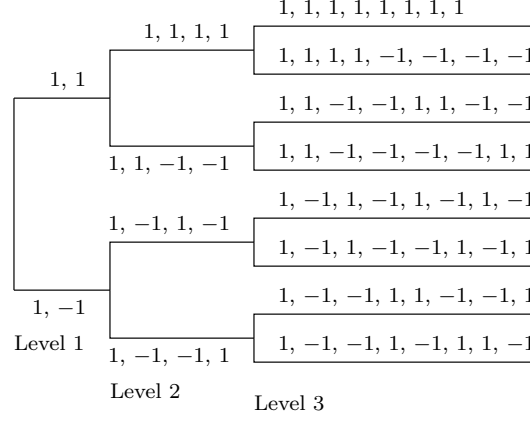 1, 1, 1, 1, 1, 1, 1, 1
1, 1, 1, 1
1, 1, 1, 1, −1, −1, −1, −1
1, 1
1, 1, −1, −1, 1, 1, −1, −1
1, 1, −1, −1, −1, −1, 1, 1
1, 1, −1, −1
1, −1, 1, −1, 1, −1, 1, −1
1, −1, 1, −1
1, −1, 1, −1, −1, 1, −1, 1
1, −1, −1, 1, 1, −1, −1, 1
1, −1
Level 1
1, −1, −1, 1, −1, 1, 1, −1
1, −1, −1, 1
Level 2
Level 3